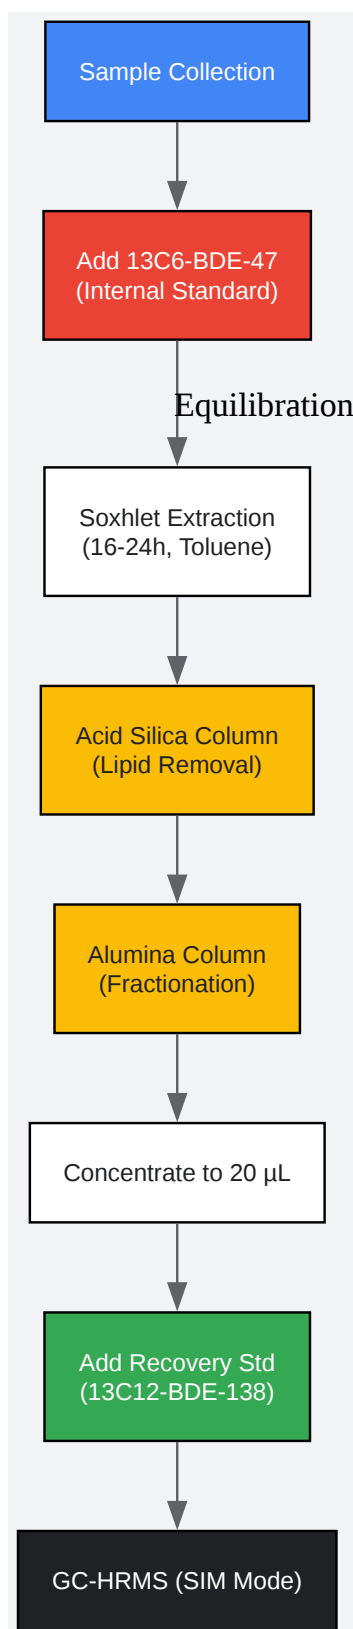 Sample Collection
Add 13C6-BDE-47
(Internal Standard)
Equilibration
Soxhlet Extraction
(16-24h, Toluene)
Acid Silica Column
(Lipid Removal)
Alumina Column
(Fractionation)
Concentrate to 20 µL
Add Recovery Std
(13C12-BDE-138)
GC-HRMS (SIM Mode)